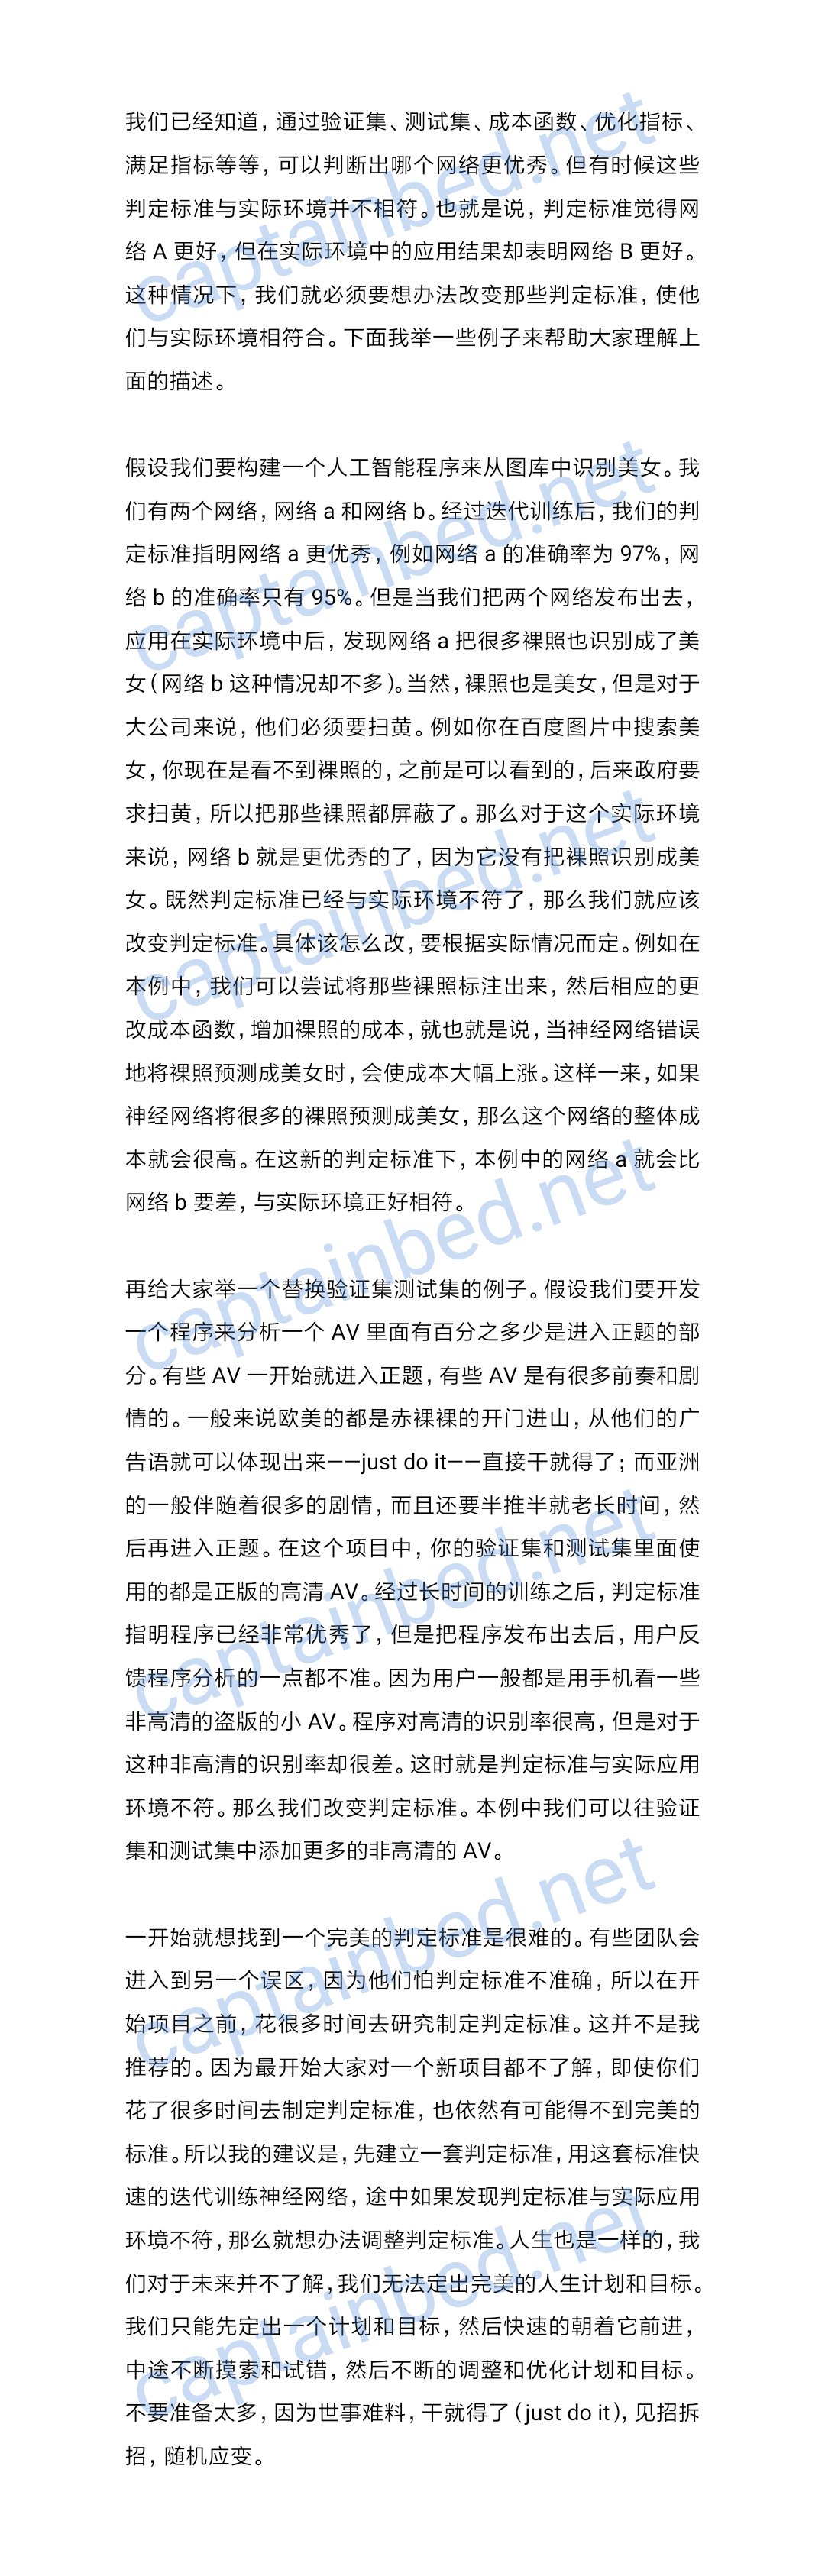 我们已经知道，通过验证集、测试集、成本函数、优化指标、
满足指标等等，可以判断出哪个网络更优秀。但有时候这些
判定标准与实际环境并不相符。也就是说，判定标准觉得网
络 A 更好，但在实际环境中的应用结果却表明网络 B 更好。
这种情况下，我们就必须要想办法改变那些判定标准，使他
们与实际环境相符合。下面我举一些例子来帮助大家理解上
面的描述。
假设我们要构建一个人工智能程序来从图库中识别美女。我
们有两个网络，网络 a 和网络 b。经过迭代训练后，我们的判
定标准指明网络 a 更优秀，例如网络 a 的准确率为 97%，网
络 b 的准确率只有 95%。但是当我们把两个网络发布出去，
应用在实际环境中后，发现网络 a 把很多裸照也识别成了美
女（网络 b 这种情况却不多）。当然，裸照也是美女，但是对于
大公司来说，他们必须要扫黄。例如你在百度图片中搜索美
女，你现在是看不到裸照的，之前是可以看到的，后来政府要
求扫黄，所以把那些裸照都屏蔽了。那么对于这个实际环境
来说，网络 b 就是更优秀的了，因为它没有把裸照识别成美
女。既然判定标准已经与实际环境不符了，那么我们就应该
改变判定标准。具体该怎么改，要根据实际情况而定。例如在
本例中，我们可以尝试将那些裸照标注出来，然后相应的更
改成本函数，增加裸照的成本，就也就是说，当神经网络错误
地将裸照预测成美女时，会使成本大幅上涨。这样一来，如果
神经网络将很多的裸照预测成美女，那么这个网络的整体成
本就会很高。在这新的判定标准下，本例中的网络 a 就会比
网络 b 要差，与实际环境正好相符。
再给大家举一个替换验证集测试集的例子。假设我们要开发
一个程序来分析一个 AV 里面有百分之多少是进入正题的部
分。有些 AV 一开始就进入正题，有些 AV 是有很多前奏和剧
情的。一般来说欧美的都是赤裸裸的开门进山，从他们的广
告语就可以体现出来——just do it——直接干就得了；而亚洲
的一般伴随着很多的剧情，而且还要半推半就老长时间，然
后再进入正题。在这个项目中，你的验证集和测试集里面使
用的都是正版的高清 AV。经过长时间的训练之后，判定标准
指明程序已经非常优秀了，但是把程序发布出去后，用户反
馈程序分析的一点都不准。因为用户一般都是用手机看一些
非高清的盗版的小 AV。程序对高清的识别率很高，但是对于
这种非高清的识别率却很差。这时就是判定标准与实际应用
环境不符。那么我们改变判定标准。本例中我们可以往验证
集和测试集中添加更多的非高清的 AV。
一开始就想找到一个完美的判定标准是很难的。有些团队会
进入到另一个误区，因为他们怕判定标准不准确，所以在开
始项目之前，花很多时间去研究制定判定标准。这并不是我
推荐的。因为最开始大家对一个新项目都不了解，即使你们
花了很多时间去制定判定标准，也依然有可能得不到完美的
标准。所以我的建议是，先建立一套判定标准，用这套标准快
速的迭代训练神经网络，途中如果发现判定标准与实际应用
环境不符，那么就想办法调整判定标准。人生也是一样的，我
们对于未来并不了解，我们无法定出完美的人生计划和目标。
我们只能先定出一个计划和目标，然后快速的朝着它前进，
中途不断摸索和试错，然后不断的调整和优化计划和目标。
不要准备太多，因为世事难料，干就得了（just do it），见招拆
招，随机应变。
captainbed.net
captainbed.net
captainbed.net
captainbed.net
captainbed.net
captainbed.net
captainbed.net